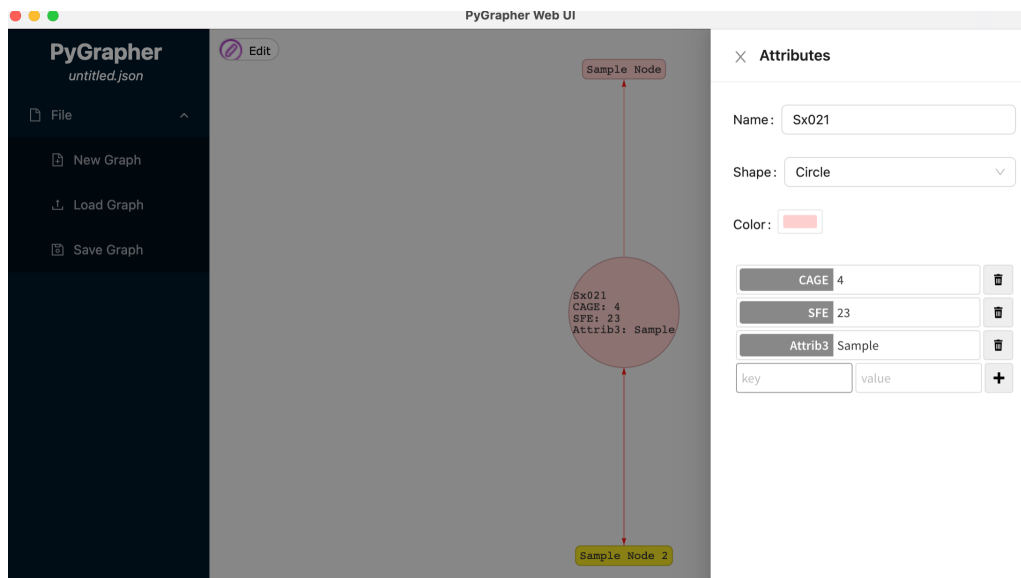 PyGrapher Web UI
PyGrapher
untitled.json
File
New Graph
Load Graph
Save Graph
Edit
Sample Node
Sx021
CAGE: 4
SFE: 23
Attrib3: Sample
Sample Node 2
Attributes
Name: Sx021
Shape: Circle
Color:
CAGE 4
SFE 23
Attrib3 Sample
key value